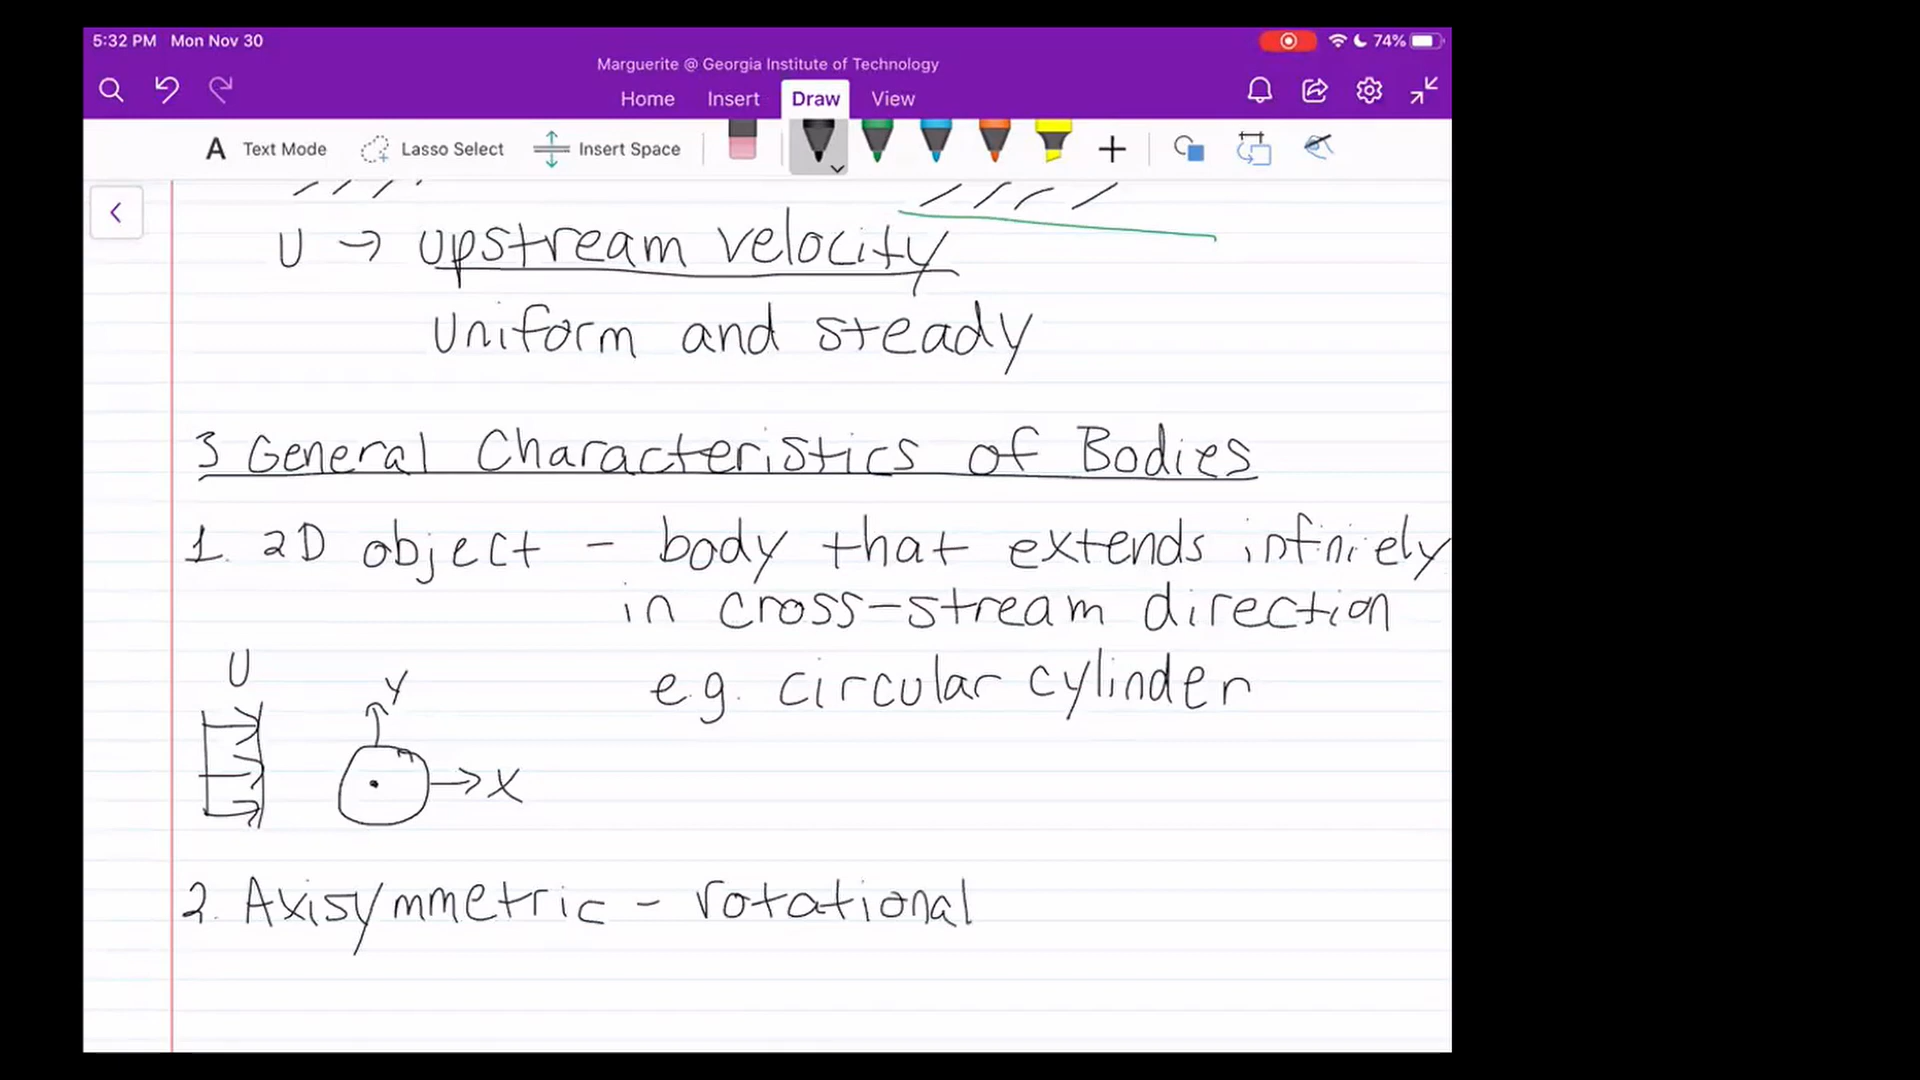 5:32 PM Mon Nov 30
74%
Marguerite @ Georgia Institute of Technology
Home Insert Draw View
A Text Mode Lasso Select Insert Space
U → upstream velocity
uniform and steady
3 General Characteristics of Bodies
1. 2D object - body that extends infinitely
in cross-stream direction
e.g. circular cylinder
U
y
x
2. Axisymmetric - rotational